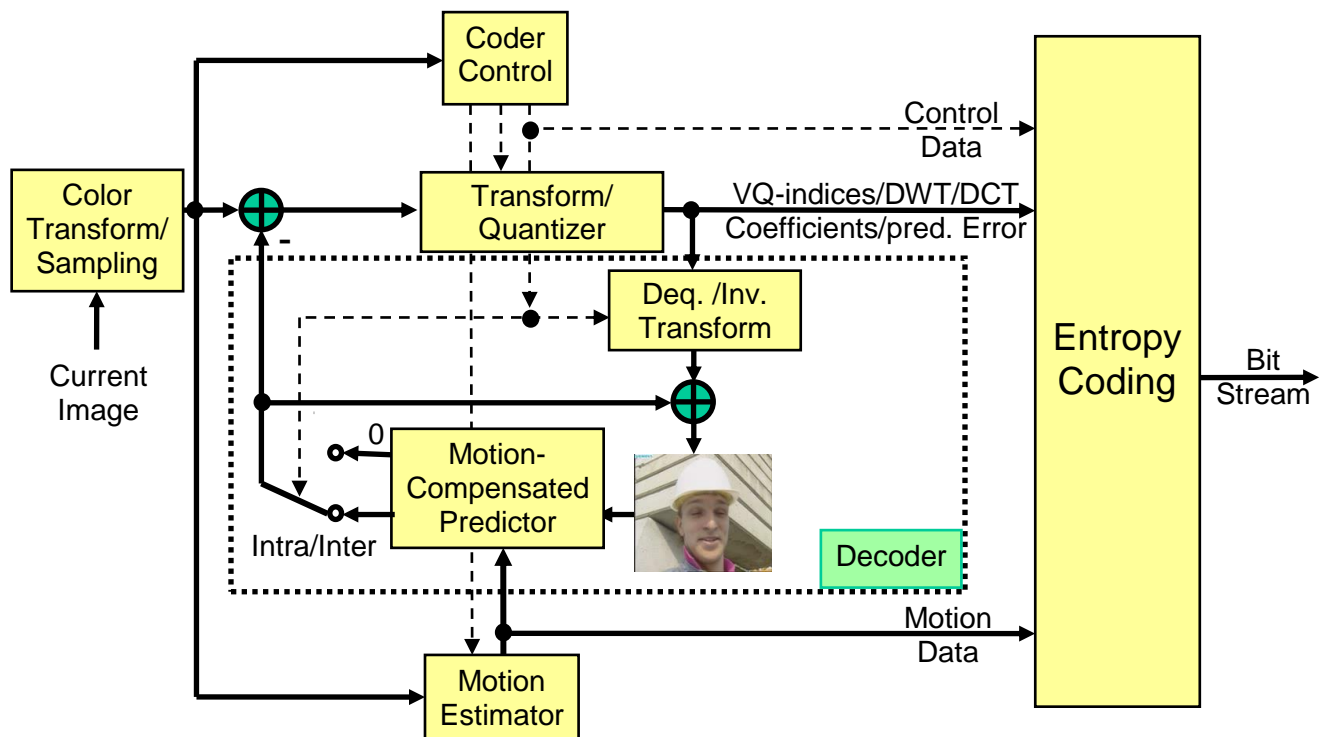 Coder
Control
Control
Data
Color
Transform/
Sampling
-
Transform/
Quantizer
VQ-indices/DWT/DCT
Coefficients/pred. Error
Deq. /Inv.
Transform
Current
Image
Entropy
Coding
Bit
Stream
0
Motion-
Compensated
Predictor
Intra/Inter
Decoder
Motion
Data
Motion
Estimator